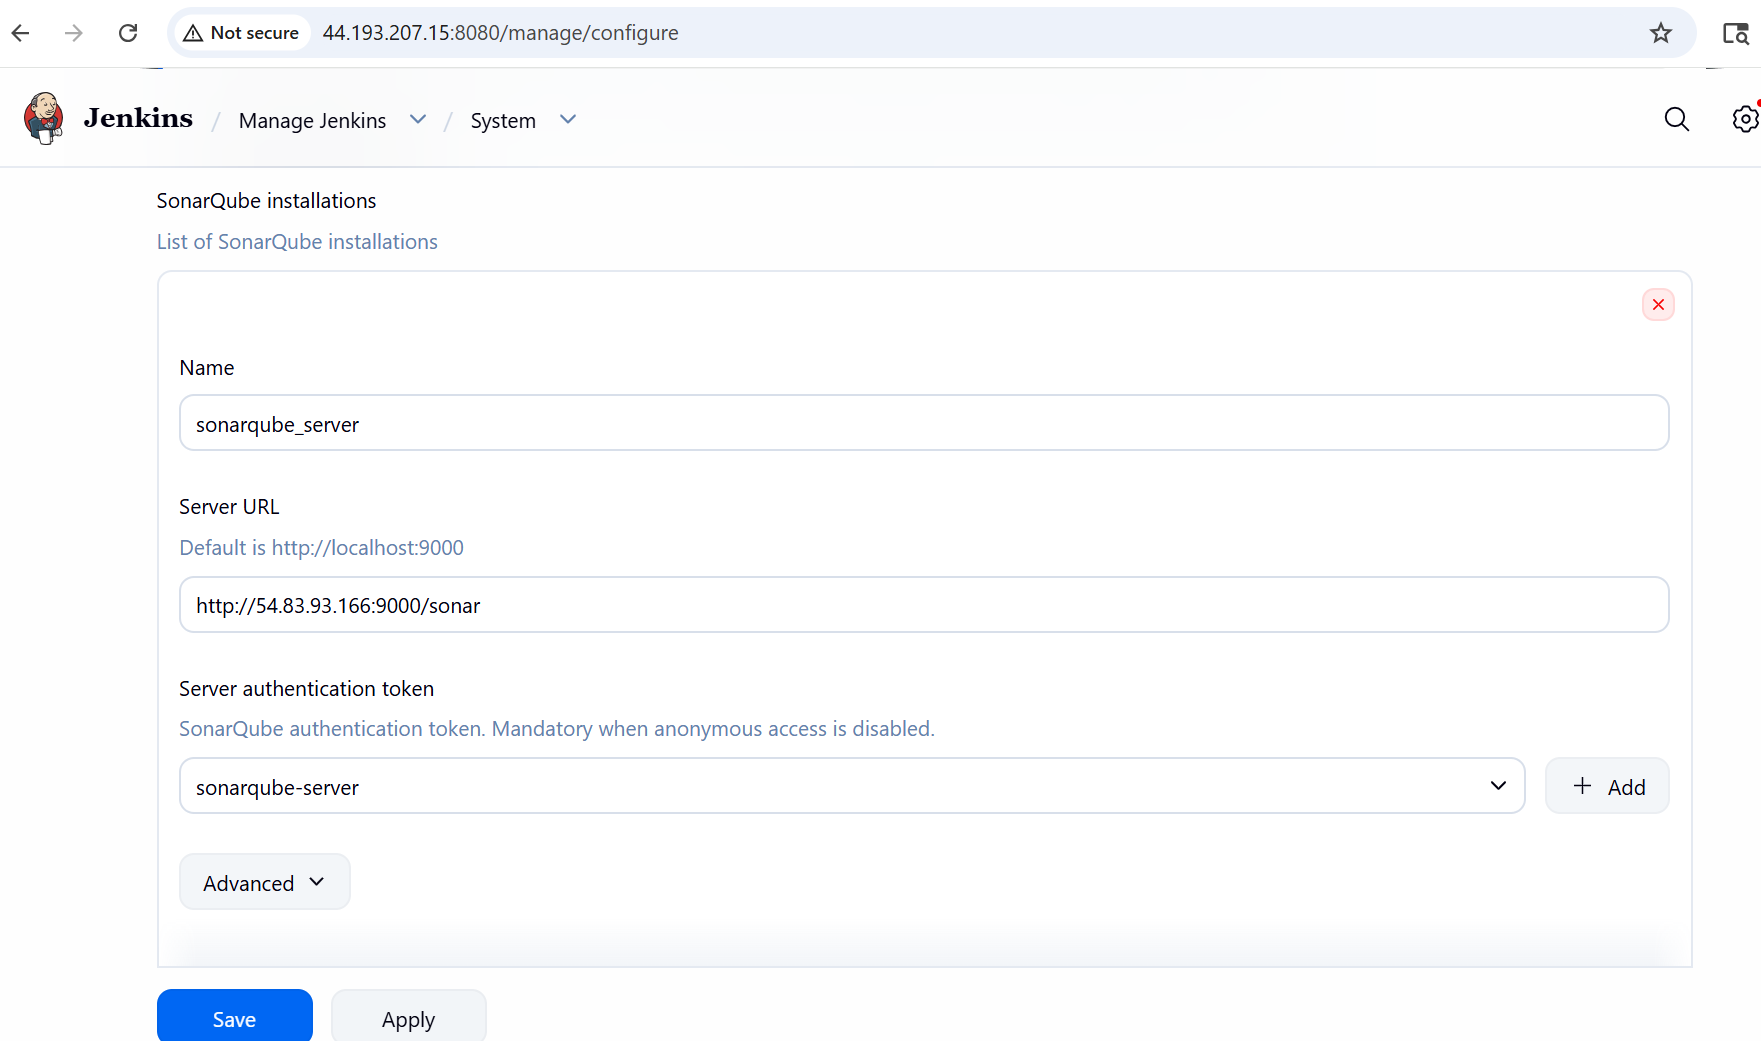 Not secure 44.193.207.15:8080/manage/configure
Jenkins / Manage Jenkins / System
SonarQube installations
List of SonarQube installations
Name
sonarqube_server
Server URL
Default is http://localhost:9000
http://54.83.93.166:9000/sonar
Server authentication token
SonarQube authentication token. Mandatory when anonymous access is disabled.
sonarqube-server
Add
Advanced
Save Apply